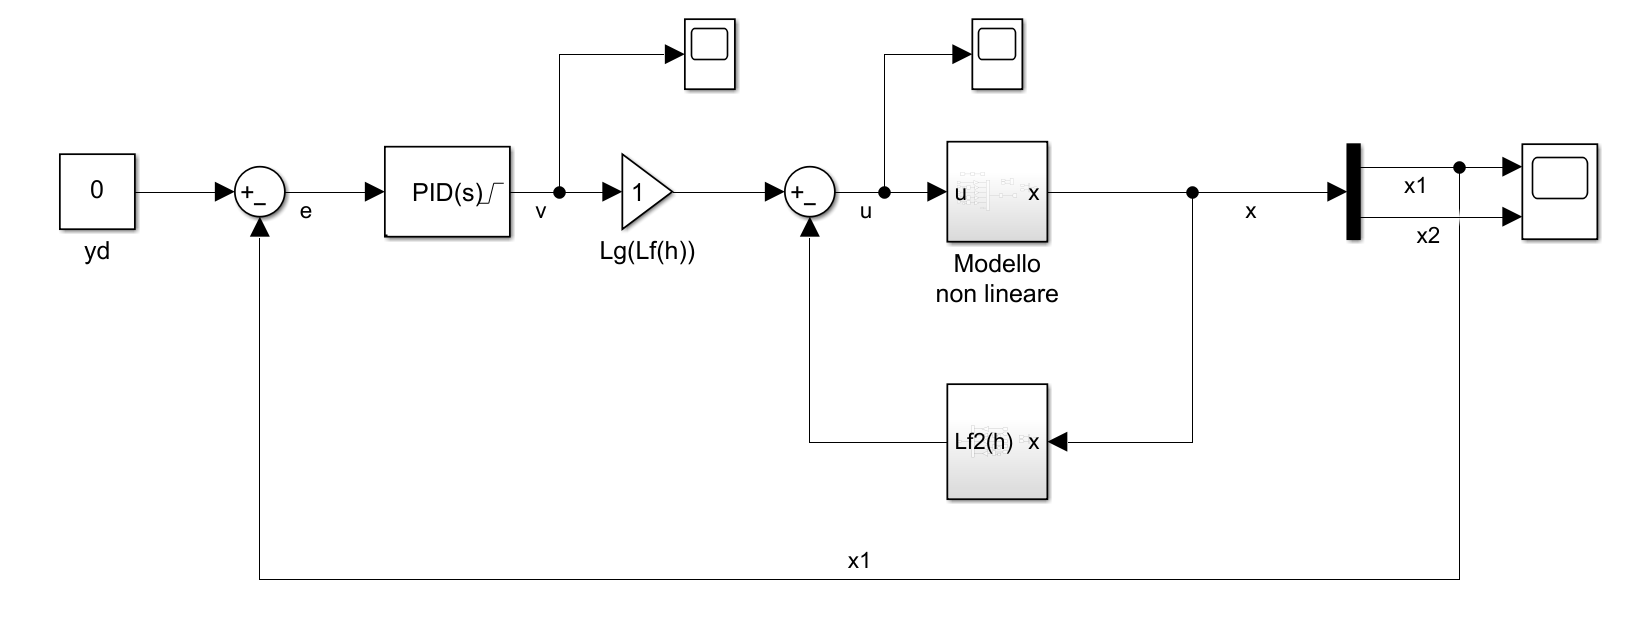 0
yd
+
−
e
PID(s)
v
1
Lg(Lf(h))
+
−
u
u
x
Modello
non lineare
x
x1
x2
Lf2(h)
x
x1